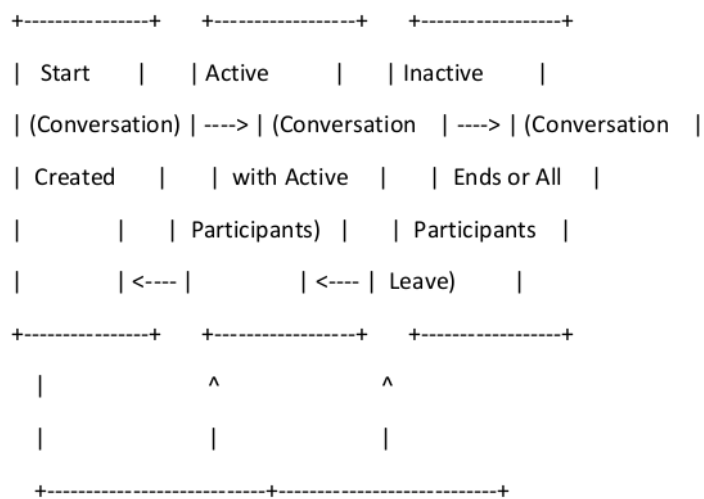 +----------------+ +------------------+ +------------------+
| Start | | Active | | Inactive |
| (Conversation) | ----> | (Conversation | ----> | (Conversation |
| Created | | with Active | | Ends or All |
| | | Participants) | | Participants |
| | <---- | | <---- | Leave) |
+----------------+ +------------------+ +------------------+
| ^ ^
| | |
+---------------------------+---------------------------+